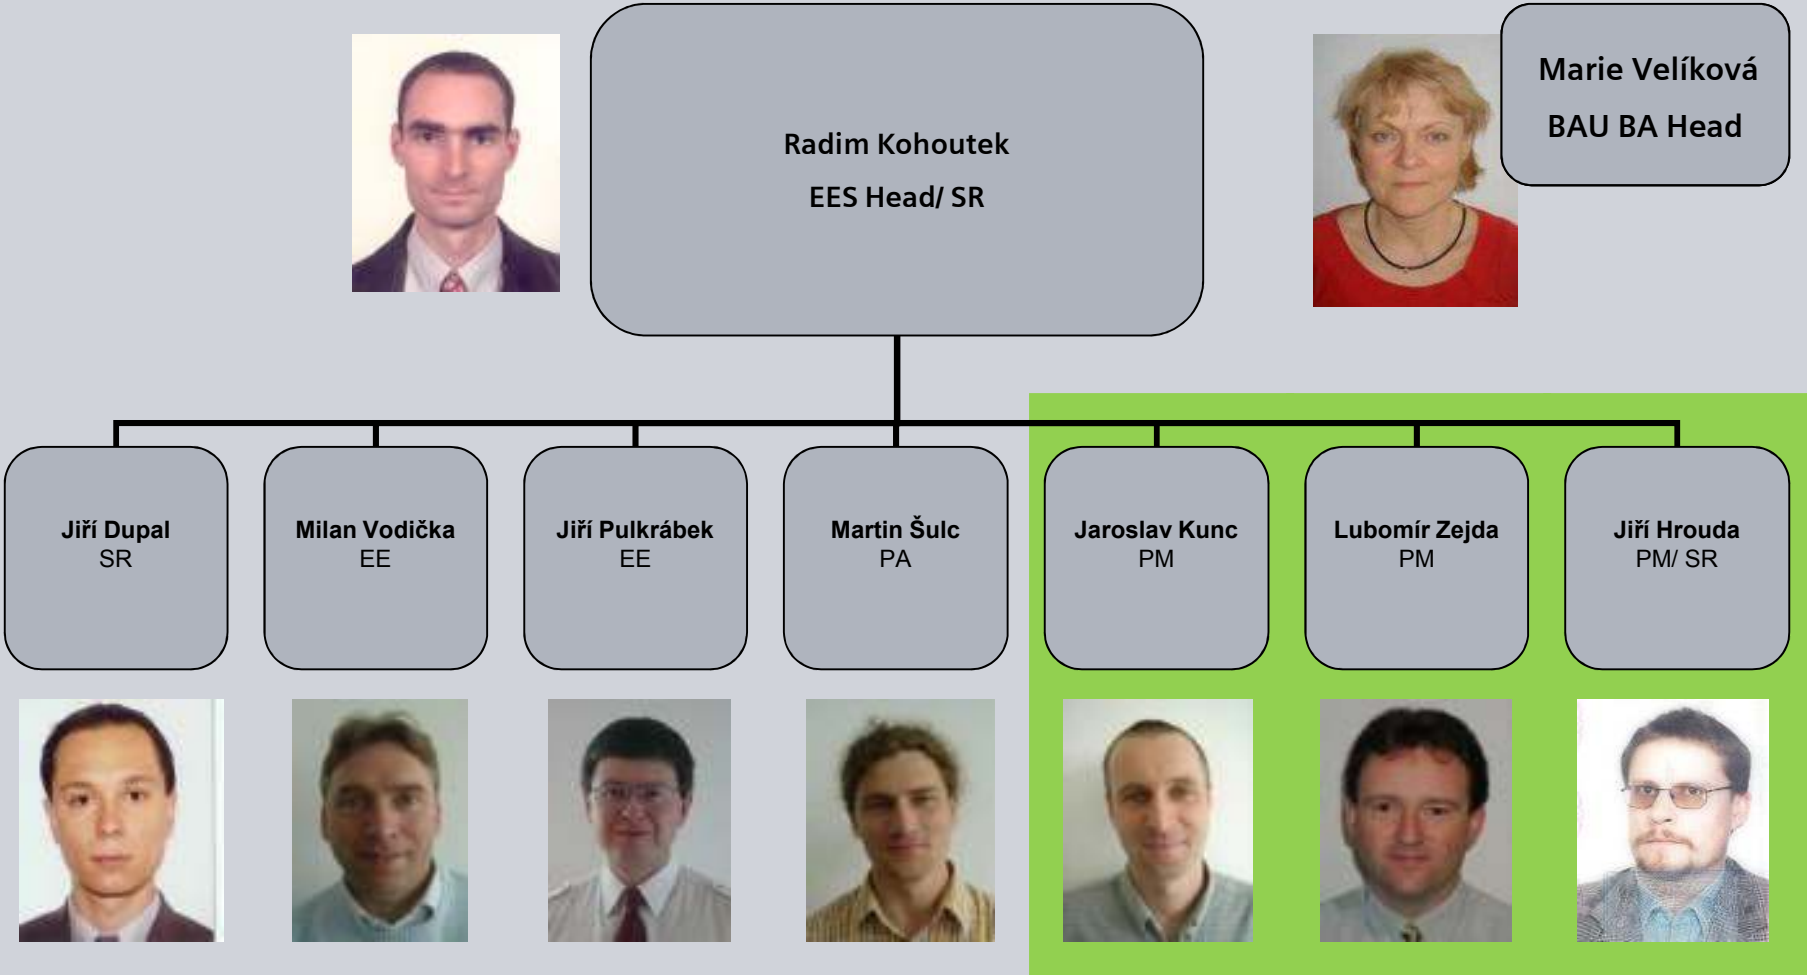 Radim Kohoutek
EES Head/ SR
Marie Velíková
BAU BA Head
Jiří Dupal
SR
Milan Vodička
EE
Jiří Pulkrábek
EE
Martin Šulc
PA
Jaroslav Kunc
PM
Lubomír Zejda
PM
Jiří Hrouda
PM/ SR